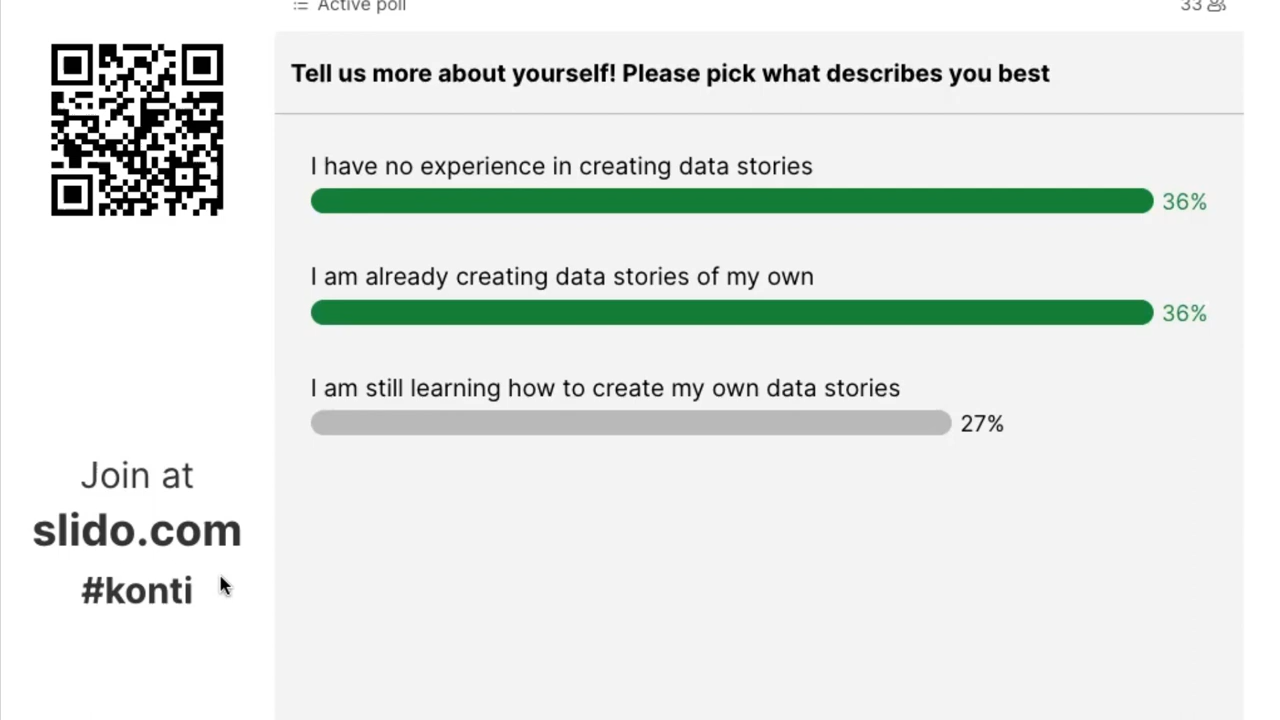 Active poll
33
Tell us more about yourself! Please pick what describes you best
I have no experience in creating data stories
36%
I am already creating data stories of my own
36%
I am still learning how to create my own data stories
27%
Join at
slido.com
#konti